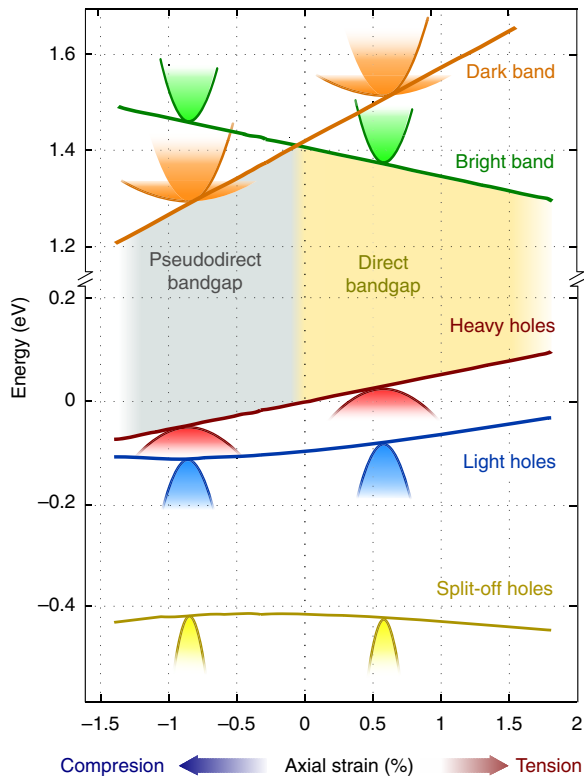 1.6
1.4
1.2
0.2
0
−0.2
−0.4
Energy (eV)
Dark band
Bright band
Pseudodirect
bandgap
Direct
bandgap
Heavy holes
Light holes
Split-off holes
−1.5
−1
−0.5
0
0.5
1
1.5
2
Compresion
Axial strain (%)
Tension